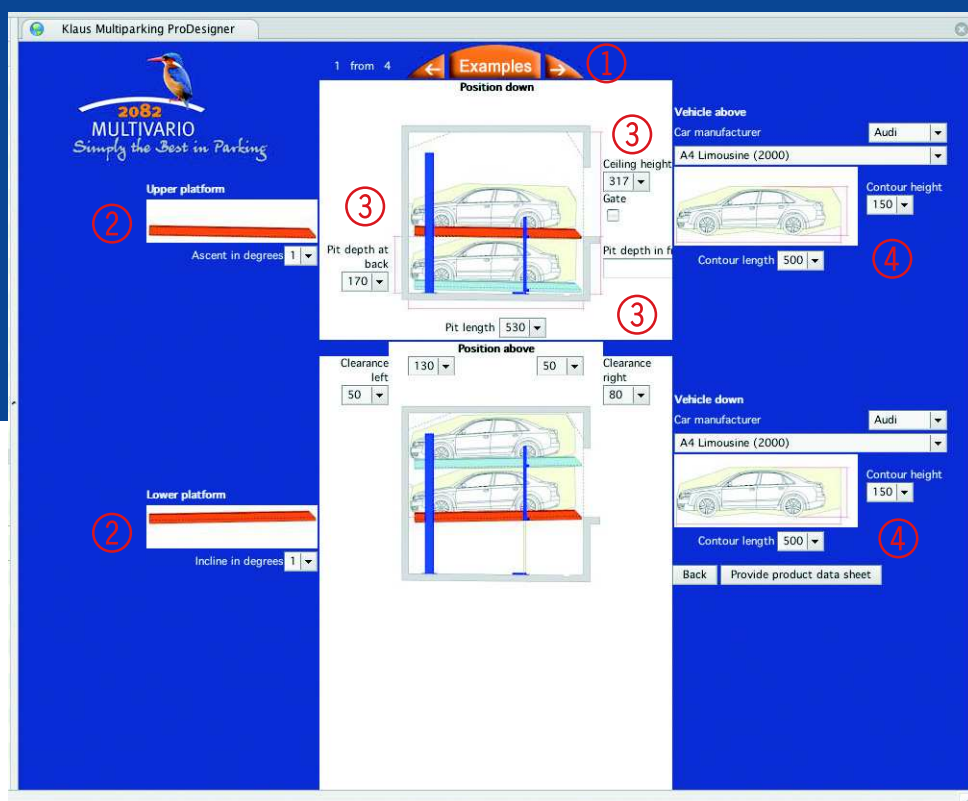 Klaus Multiparking ProDesigner
1 from 4
← Examples →
①
2082
MULTIVARIO
Simply the Best in Parking
Position down
Upper platform
②
Ascent in degrees 1
③
Pit depth at
back
170
③
Ceiling height
317
Gate
Pit depth in f
③
Pit length 530
Vehicle above
Car manufacturer Audi
A4 Limousine (2000)
Contour height
150
Contour length 500
④
Position above
Clearance
left
50
130
50
Clearance
right
80
Lower platform
②
Incline in degrees 1
Vehicle down
Car manufacturer Audi
A4 Limousine (2000)
Contour height
150
Contour length 500
④
Back Provide product data sheet